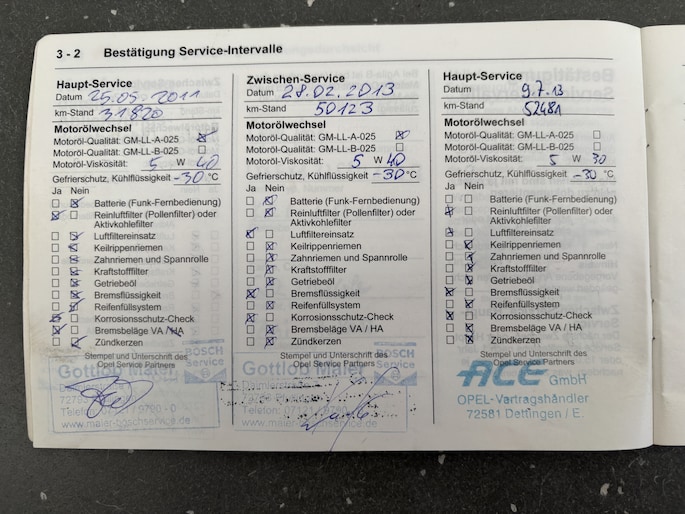 3 - 2 Bestätigung Service-Intervalle
Haupt-Service
Datum 25.05.2011
km-Stand 31820
Motorölwechsel
Motoröl-Qualität: GM-LL-A-025
Motoröl-Qualität: GM-LL-B-025
Motoröl-Viskosität: 5 W 40
Gefrierschutz, Kühlflüssigkeit -30 °C
Ja Nein
Batterie (Funk-Fernbedienung)
Reinluftfilter (Pollenfilter) oder
Aktivkohlefilter
Luftfiltereinsatz
Keilrippenriemen
Zahnriemen und Spannrolle
Kraftstofffilter
Getriebeöl
Bremsflüssigkeit
Reifenfüllsystem
Korrosionsschutz-Check
Bremsbeläge VA / HA
Zündkerzen
Stempel und Unterschrift des
Opel Service Partners
Gottlob Maier
BOSCH
Service
Telefon:
www.maier-boschservice.de
Zwischen-Service
Datum 28.02.2013
km-Stand 50123
Motorölwechsel
Motoröl-Qualität: GM-LL-A-025
Motoröl-Qualität: GM-LL-B-025
Motoröl-Viskosität: 5 W 40
Gefrierschutz, Kühlflüssigkeit -30 °C
Ja Nein
Batterie (Funk-Fernbedienung)
Reinluftfilter (Pollenfilter) oder
Aktivkohlefilter
Luftfiltereinsatz
Keilrippenriemen
Zahnriemen und Spannrolle
Kraftstofffilter
Getriebeöl
Bremsflüssigkeit
Reifenfüllsystem
Korrosionsschutz-Check
Bremsbeläge VA / HA
Zündkerzen
Stempel und Unterschrift des
Opel Service Partners
Gottlob Maier
BOSCH
Service
Telefon:
www.maier-boschservice.de
Haupt-Service
Datum 9.7.13
km-Stand 52481
Motorölwechsel
Motoröl-Qualität: GM-LL-A-025
Motoröl-Qualität: GM-LL-B-025
Motoröl-Viskosität: 5 W 30
Gefrierschutz, Kühlflüssigkeit -30 °C
Ja Nein
Batterie (Funk-Fernbedienung)
Reinluftfilter (Pollenfilter) oder
Aktivkohlefilter
Luftfiltereinsatz
Keilrippenriemen
Zahnriemen und Spannrolle
Kraftstofffilter
Getriebeöl
Bremsflüssigkeit
Reifenfüllsystem
Korrosionsschutz-Check
Bremsbeläge VA / HA
Zündkerzen
Stempel und Unterschrift des
Opel Service Partners
ACE GmbH
OPEL-Vertragshändler
72581 Dettingen / E.